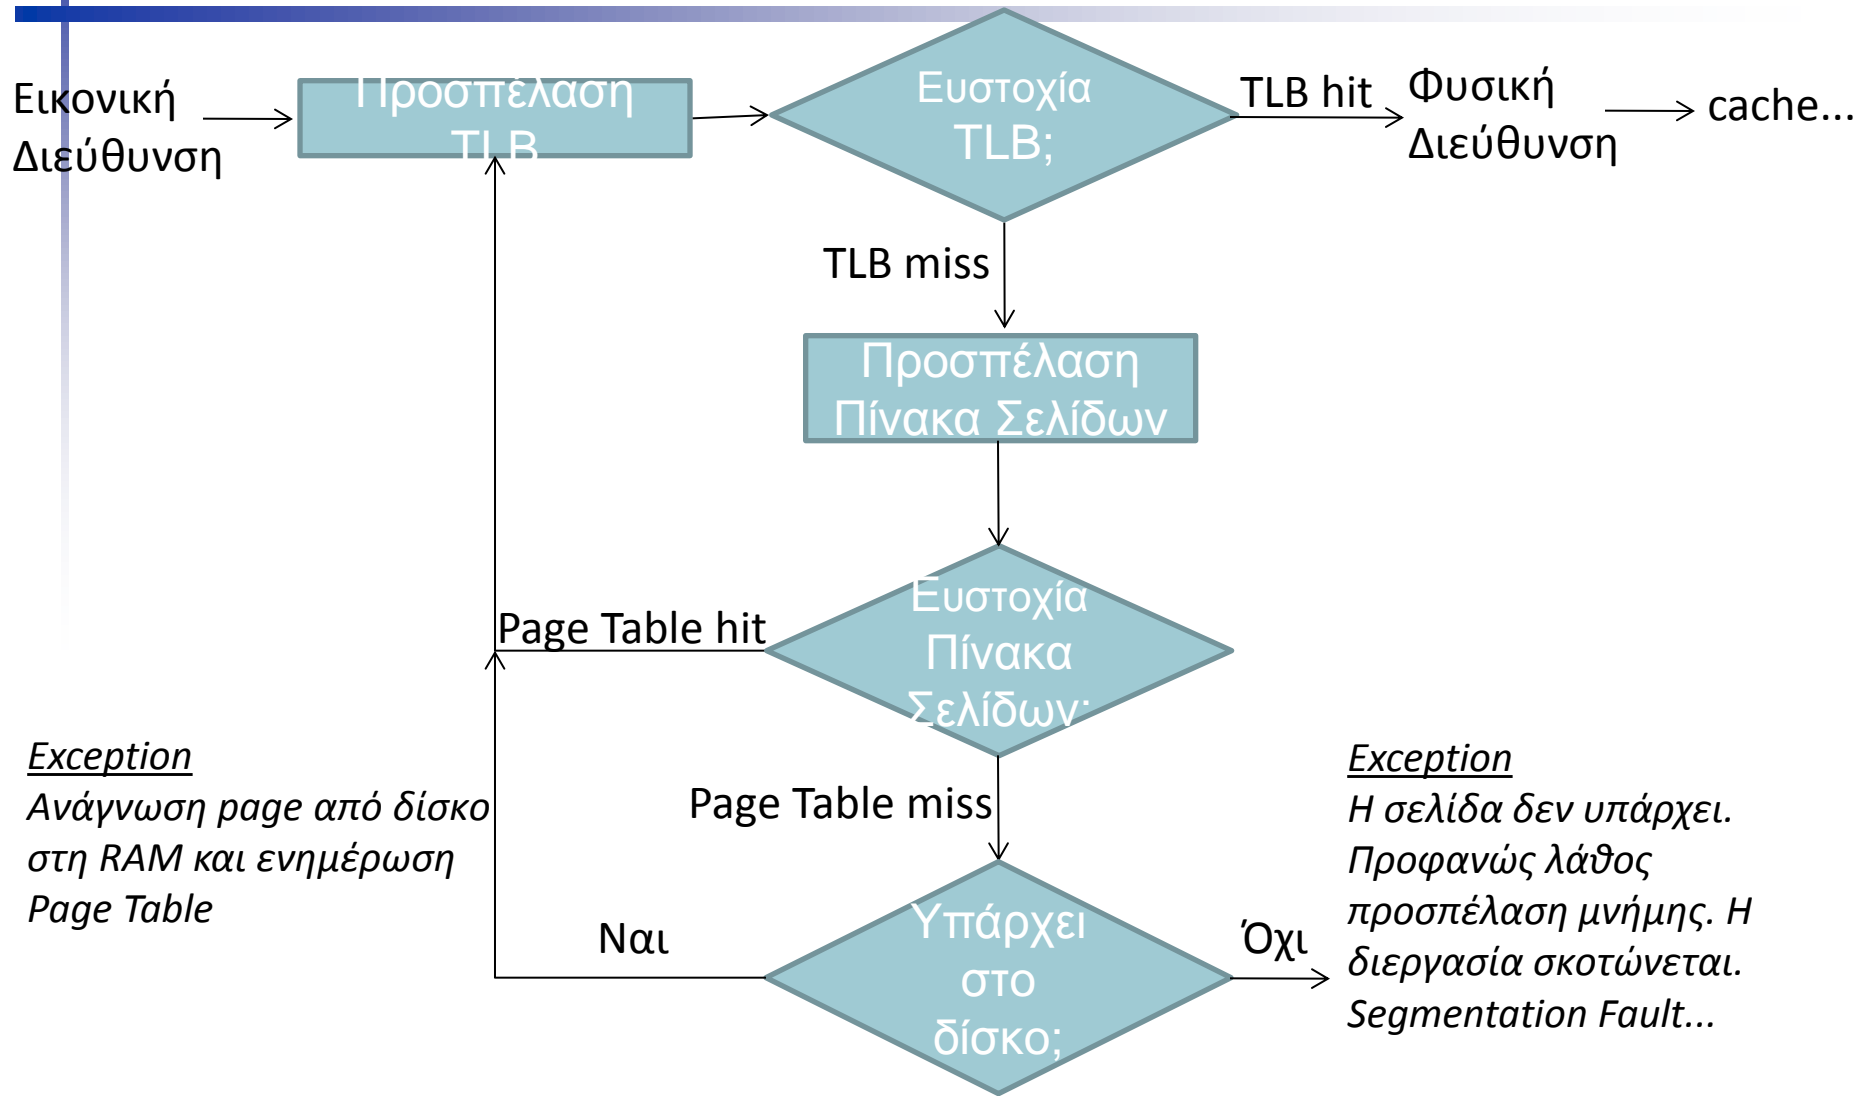 Εικονική
Διεύθυνση
Προσπέλαση
TLB
Ευστοχία
TLB;
TLB hit
Φυσική
Διεύθυνση
cache...
TLB miss
Προσπέλαση
Πίνακα Σελίδων
Ευστοχία
Πίνακα
Σελίδων;
Page Table hit
Page Table miss
Exception
Ανάγνωση page από δίσκο
στη RAM και ενημέρωση
Page Table
Ναι
Υπάρχει
στο
δίσκο;
Όχι
Exception
Η σελίδα δεν υπάρχει.
Προφανώς λάθος
προσπέλαση μνήμης. Η
διεργασία σκοτώνεται.
Segmentation Fault...